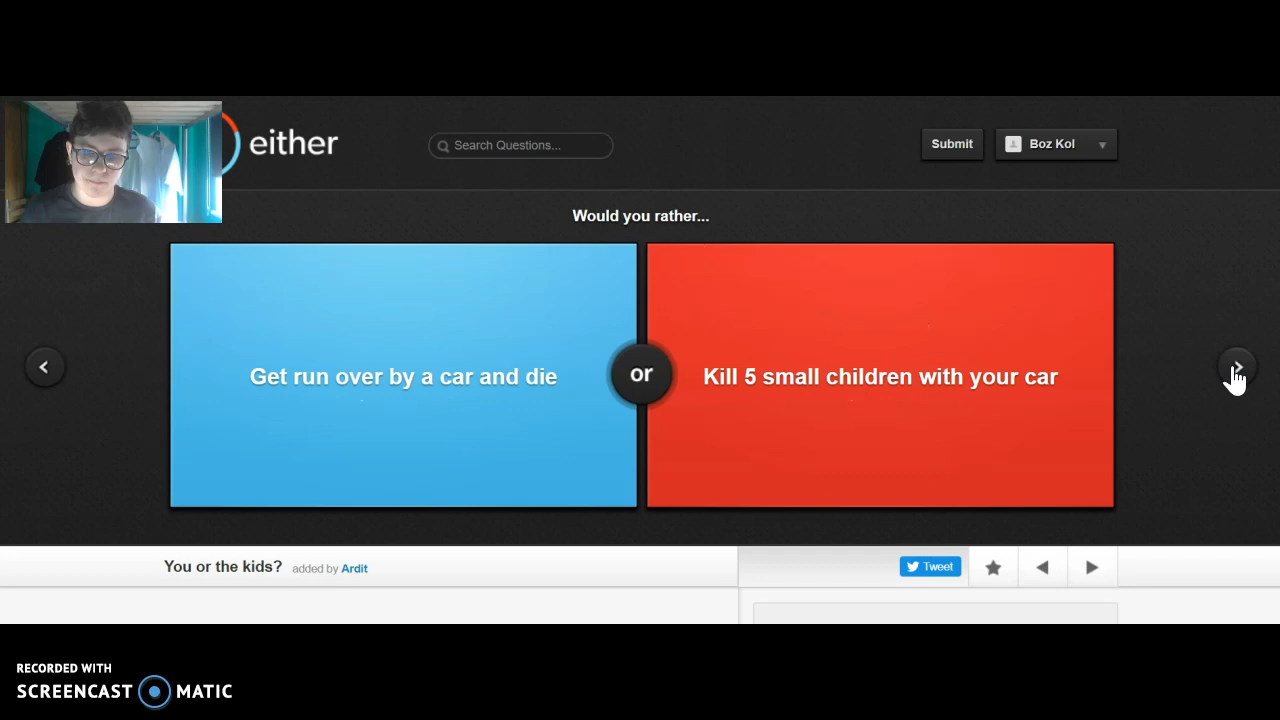 either
Search Questions...
Submit
Boz Kol
Would you rather...
Get run over by a car and die
or
Kill 5 small children with your car
You or the kids? added by Ardit
Tweet
RECORDED WITH
SCREENCAST MATIC